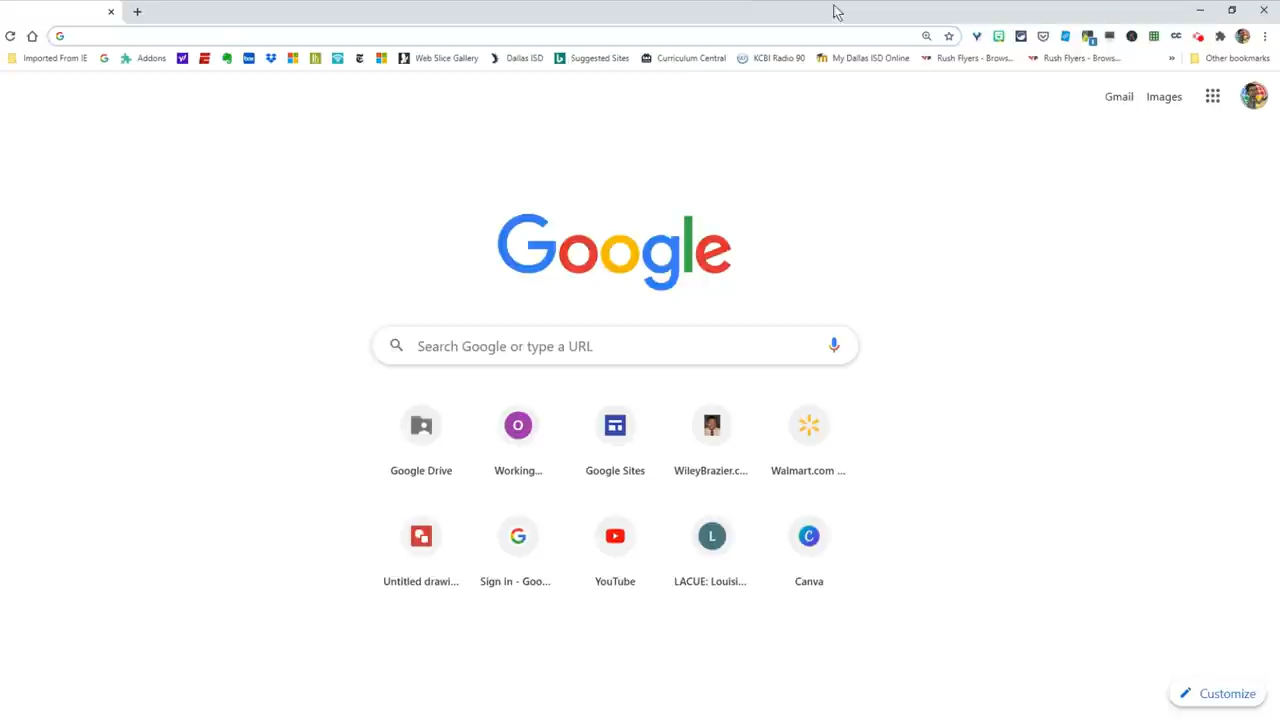 Imported From IE
Addons
Web Slice Gallery
Dallas ISD
Suggested Sites
Curriculum Central
KCBI Radio 90
My Dallas ISD Online
Rush Flyers - Brows...
Rush Flyers - Brows...
»
Other bookmarks
Gmail
Images
Google
Search Google or type a URL
O
Google Drive
Working...
Google Sites
WileyBrazier.c...
Walmart.com ...
L
C
Untitled drawi...
Sign in - Goo...
YouTube
LACUE: Louisi...
Canva
Customize